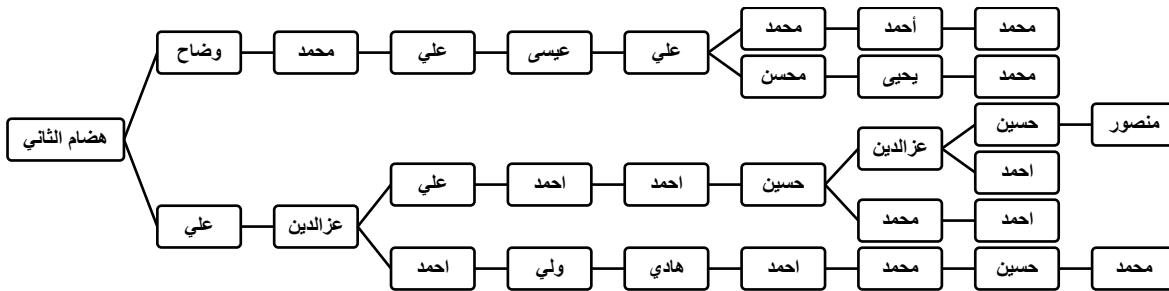 هضام الثاني
وضاح
محمد
علي
عيسى
علي
محمد
أحمد
محمد
محسن
يحيى
محمد
علي
عزالدين
علي
احمد
احمد
حسين
عزالدين
حسين
منصور
احمد
محمد
احمد
احمد
ولي
هادي
احمد
محمد
حسين
محمد